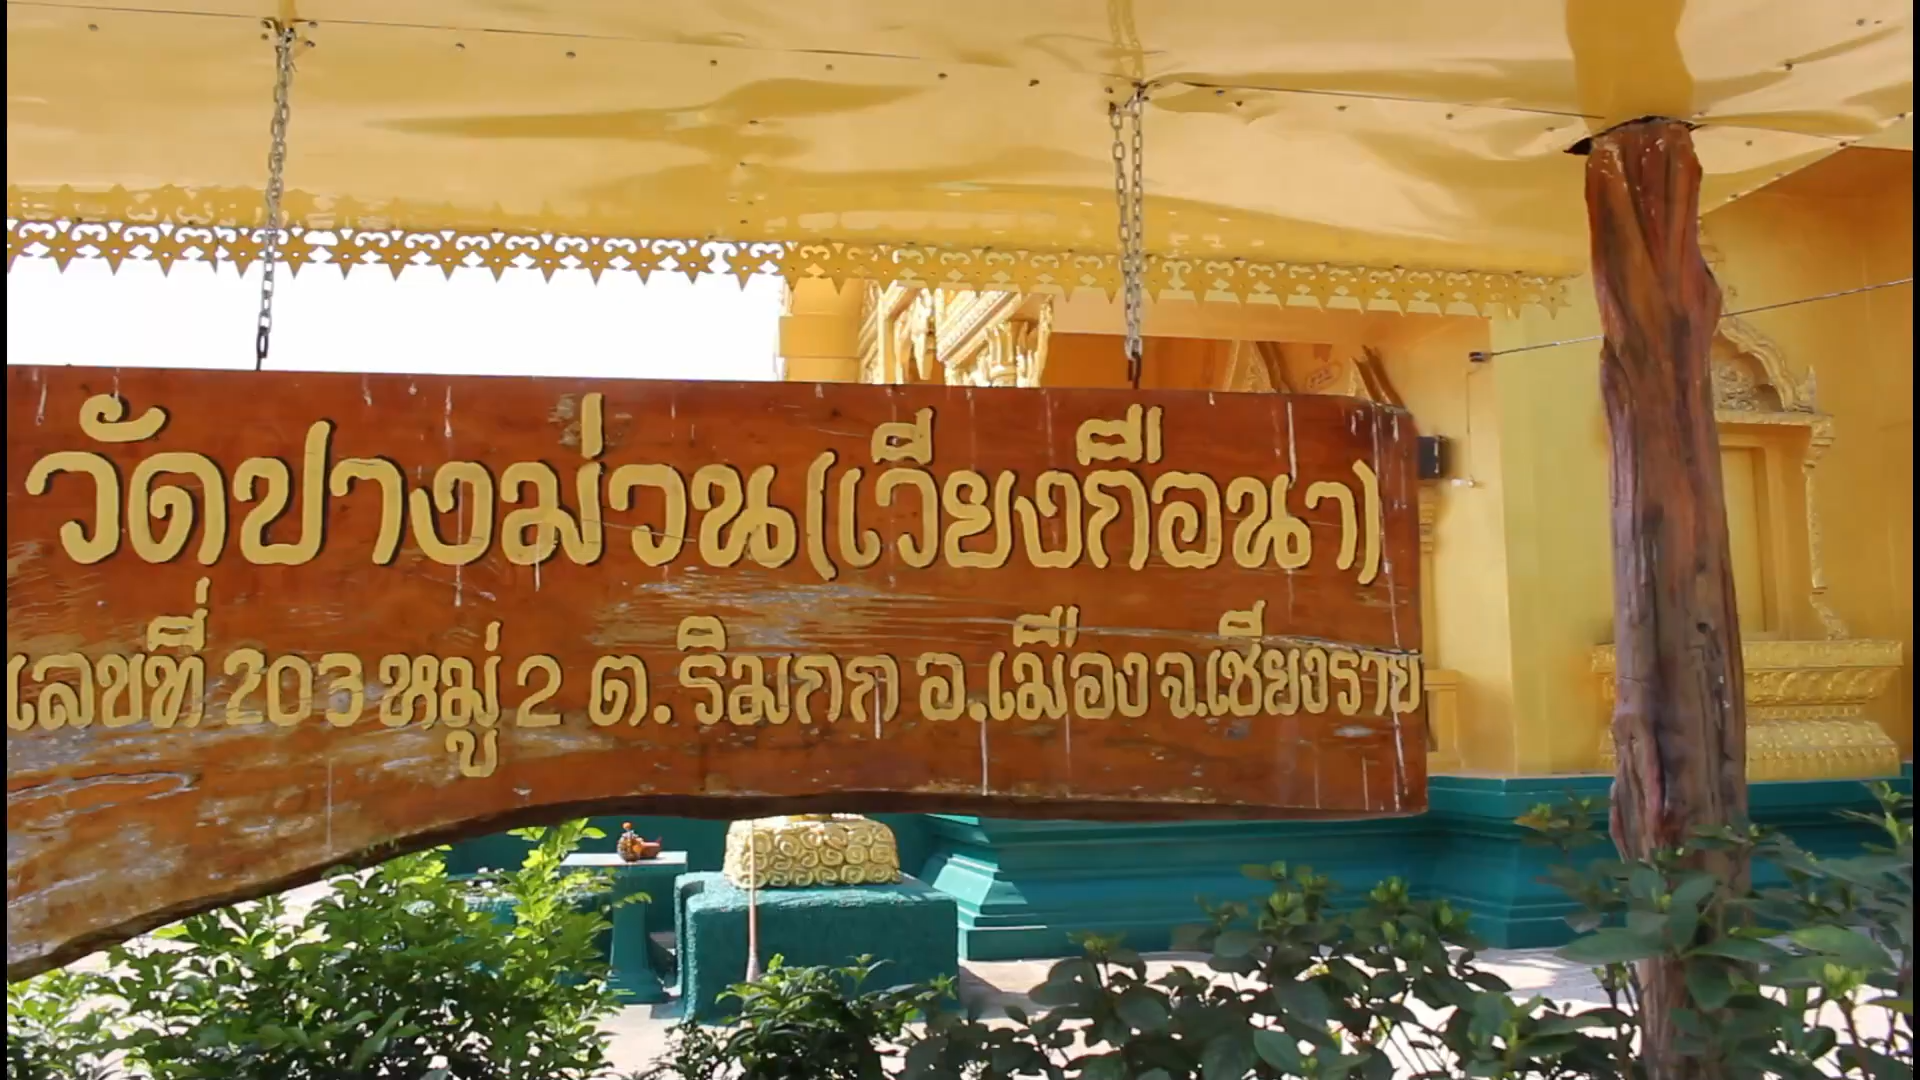 วัดปางม่วน(เวียงกือนา)
เลขที่ 203 หมู่ 2 ต. ริมกก อ.เมือง จ.เชียงราย